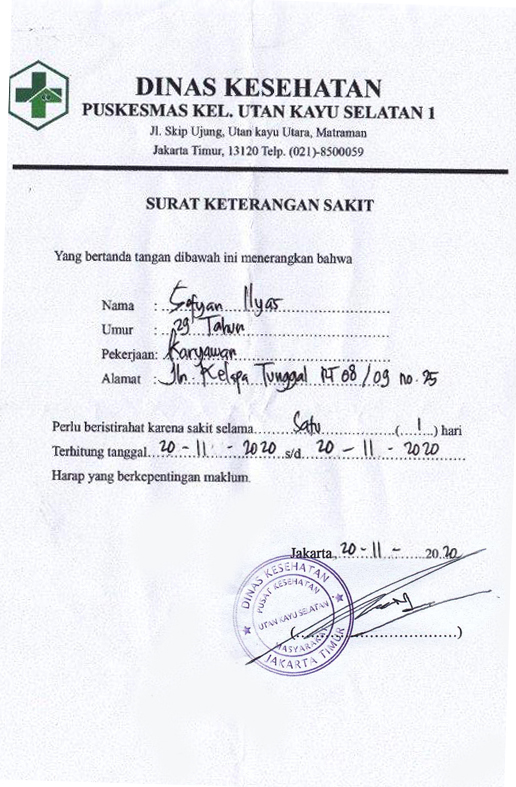 DINAS KESEHATAN
PUSKESMAS KEL. UTAN KAYU SELATAN 1
Jl. Skip Ujung, Utan kayu Utara, Matraman
Jakarta Timur, 13120 Telp. (021)-8500059
SURAT KETERANGAN SAKIT
Yang bertanda tangan dibawah ini menerangkan bahwa
Nama : Sofyan Ilyas
Umur : 29 Tahun
Pekerjaan: Karyawan
Alamat : Jln. Kelapa Tunggal RT 08 / 09 no. 25
Perlu beristirahat karena sakit selama Satu ( 1 ) hari
Terhitung tanggal 20 - 11 - 2020 s/d 20 - 11 - 2020
Harap yang berkepentingan maklum.
Jakarta, 20 - 11 - 20 20
DINAS KESEHATAN
PUSAT KESEHATAN
UTAN KAYU SELATAN
MASYARAKAT
JAKARTA TIMUR
(....................)